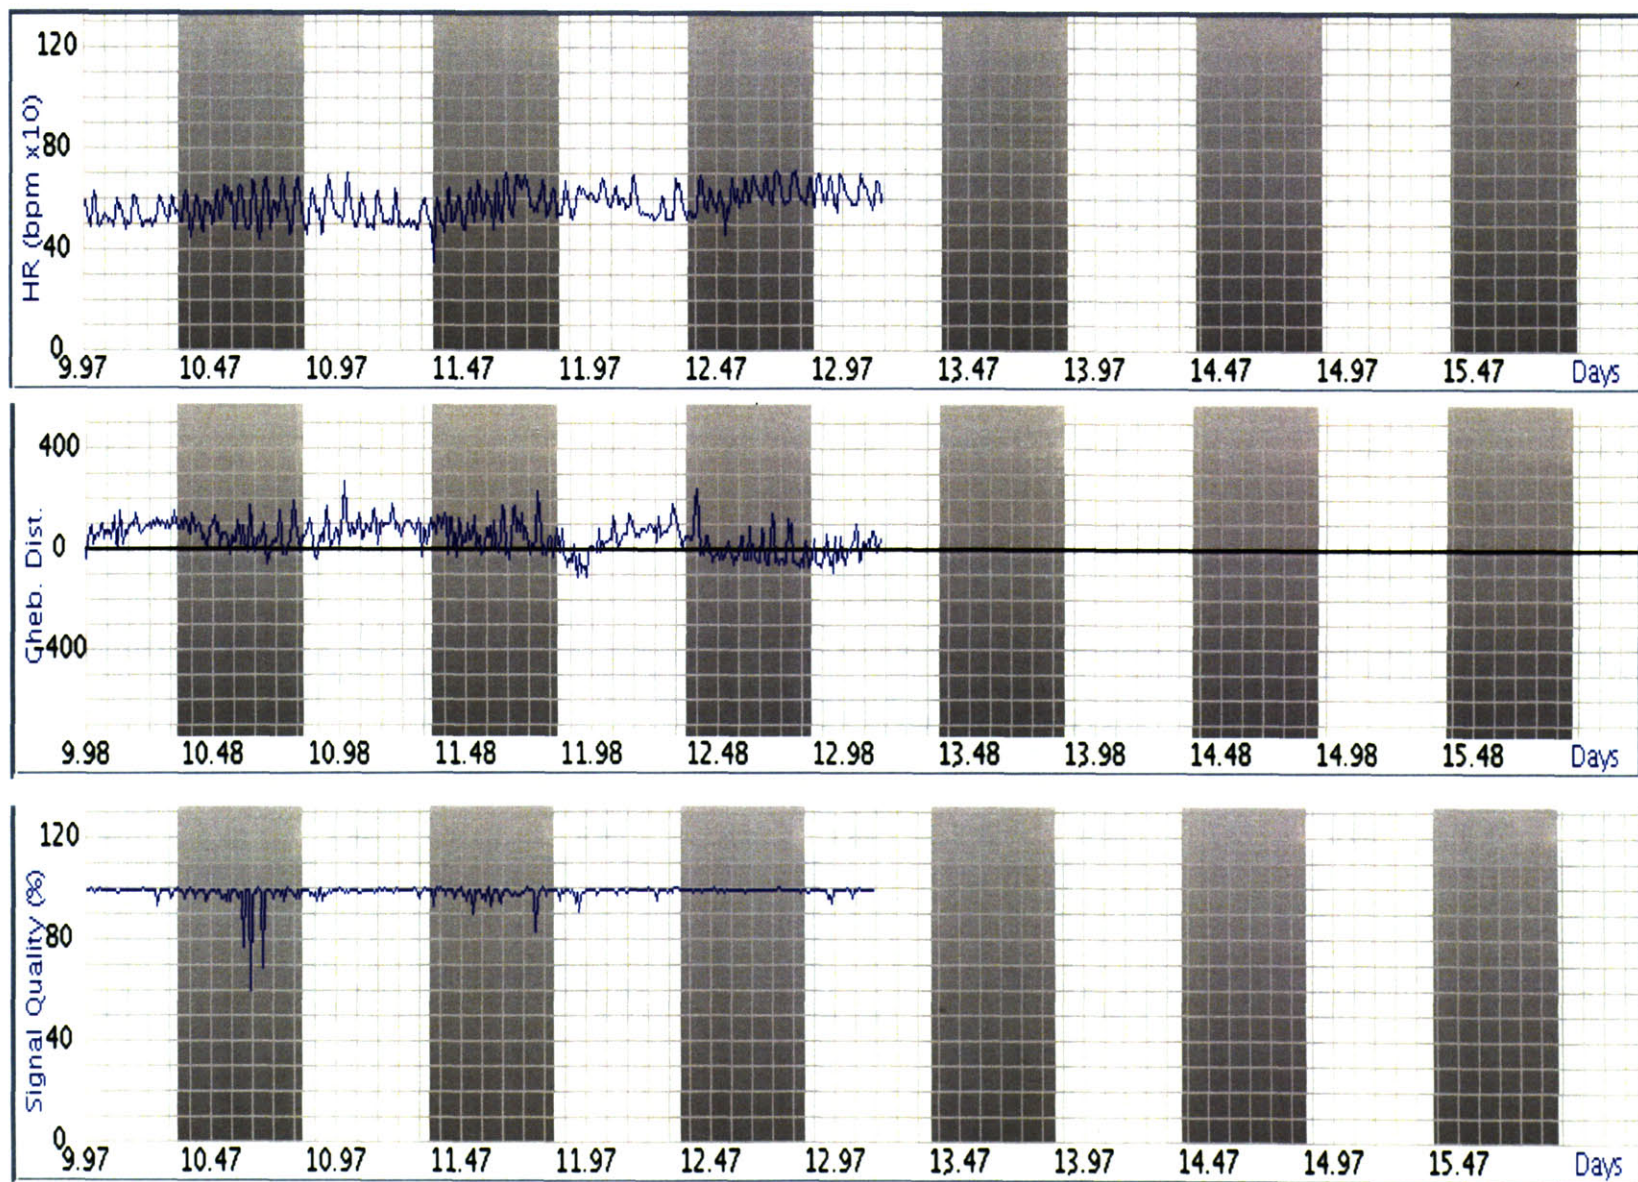 HR (bpm x10)
120
80
40
0
9.97 10.47 10.97 11.47 11.97 12.47 12.97 13.47 13.97 14.47 14.97 15.47 Days
Gheb. Dist.
400
0
-400
9.98 10.48 10.98 11.48 11.98 12.48 12.98 13.48 13.98 14.48 14.98 15.48 Days
Signal Quality (%)
120
80
40
0
9.97 10.47 10.97 11.47 11.97 12.47 12.97 13.47 13.97 14.47 14.97 15.47 Days